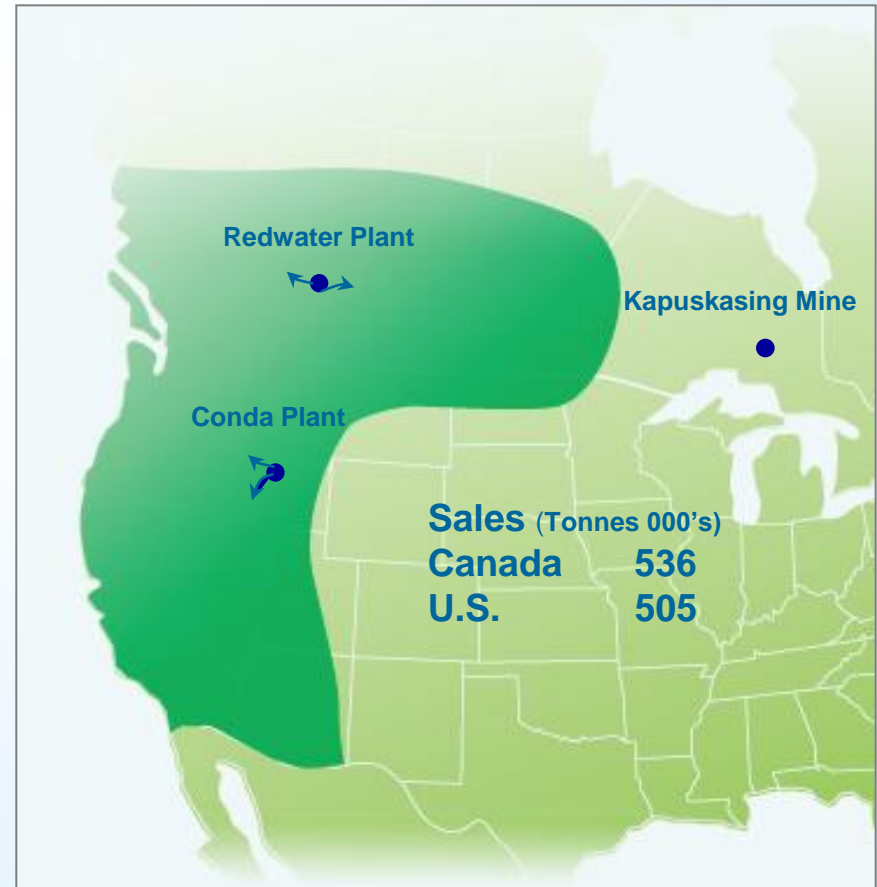 Redwater Plant
Kapuskasing Mine
Conda Plant
Sales (Tonnes 000's)
Canada 536
U.S. 505